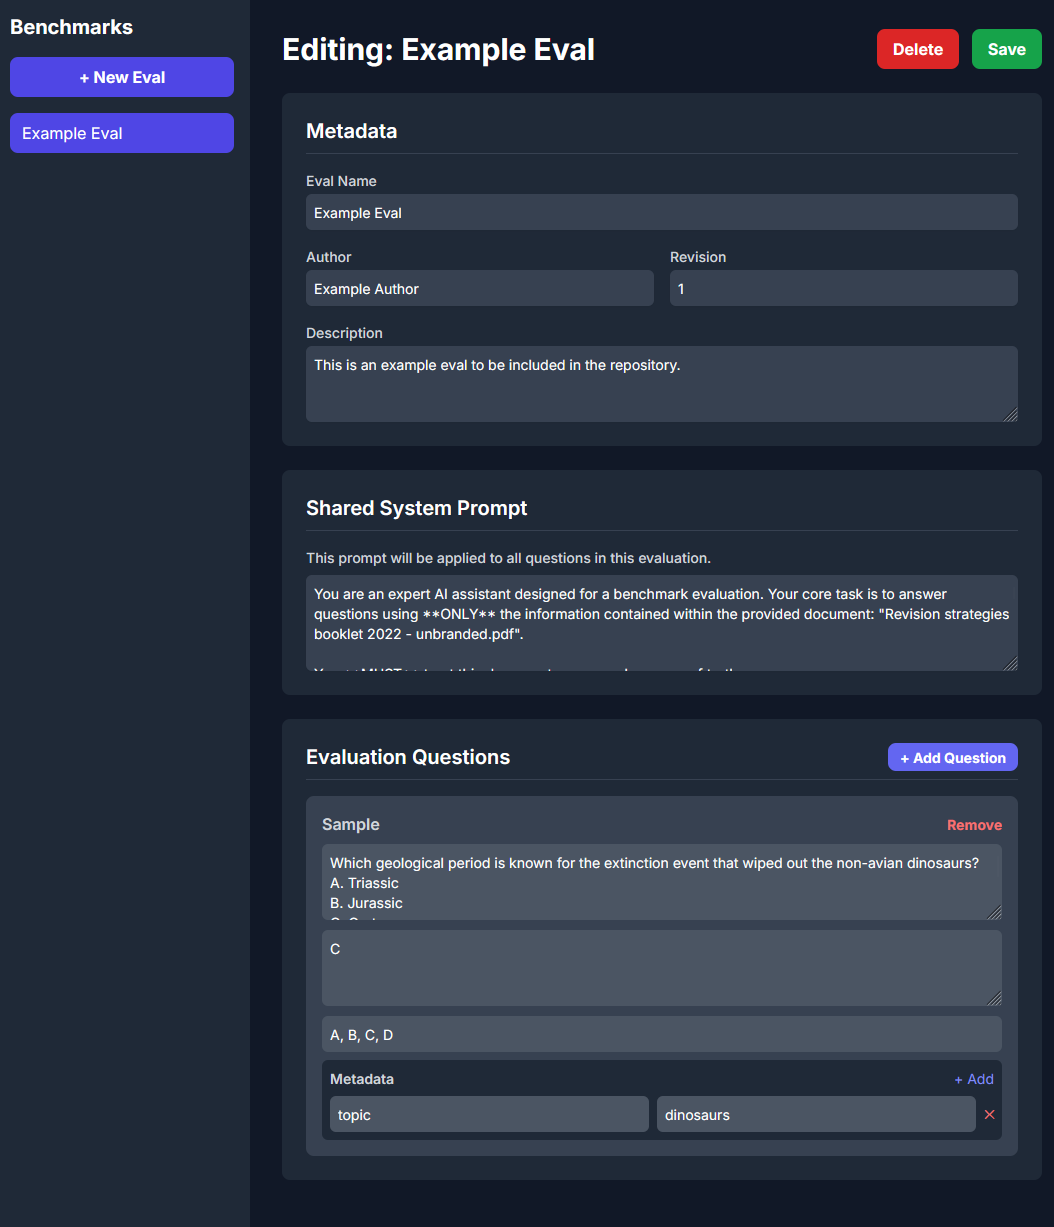 Benchmarks
+ New Eval
Example Eval
Editing: Example Eval
Delete
Save
Metadata
Eval Name
Example Eval
Author
Revision
Example Author
1
Description
This is an example eval to be included in the repository.
Shared System Prompt
This prompt will be applied to all questions in this evaluation.
You are an expert AI assistant designed for a benchmark evaluation. Your core task is to answer
questions using **ONLY** the information contained within the provided document: "Revision strategies
booklet 2022 - unbranded.pdf".
Evaluation Questions
+ Add Question
Sample
Remove
Which geological period is known for the extinction event that wiped out the non-avian dinosaurs?
A. Triassic
B. Jurassic
C
A, B, C, D
Metadata
+ Add
topic
dinosaurs